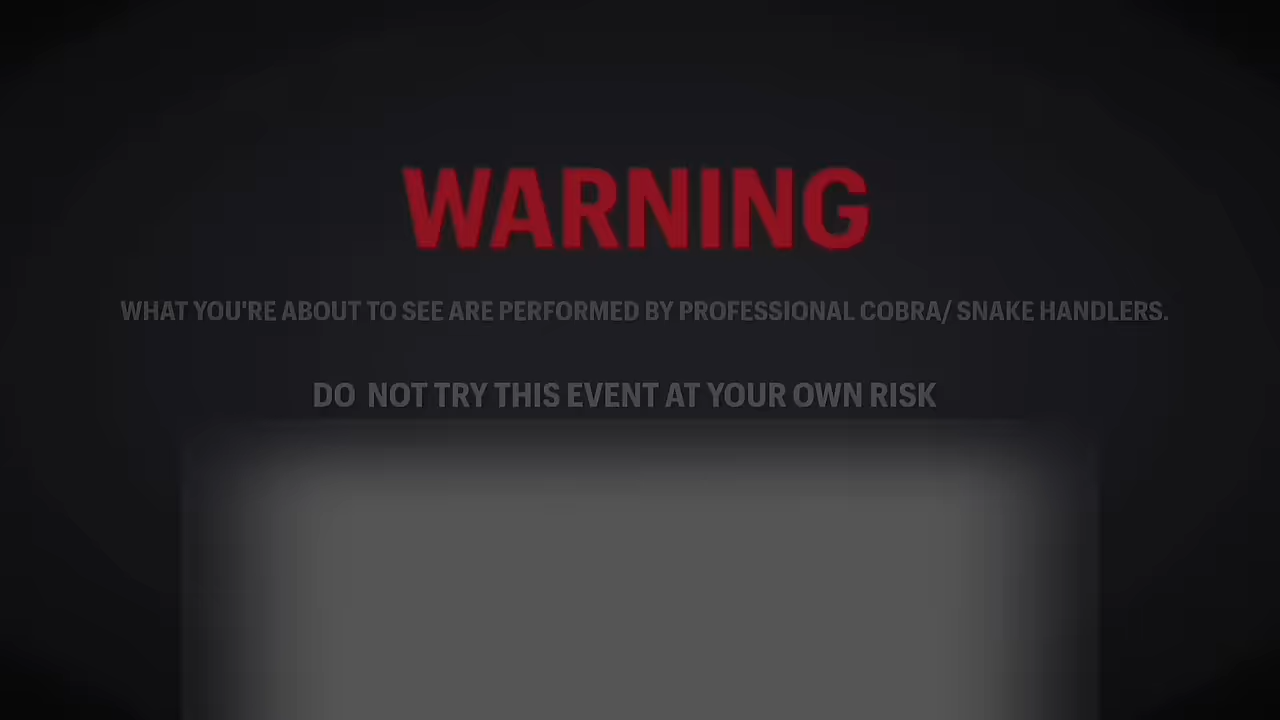 WARNING
WHAT YOU'RE ABOUT TO SEE ARE PERFORMED BY PROFESSIONAL COBRA/ SNAKE HANDLERS.
DO NOT TRY THIS EVENT AT YOUR OWN RISK